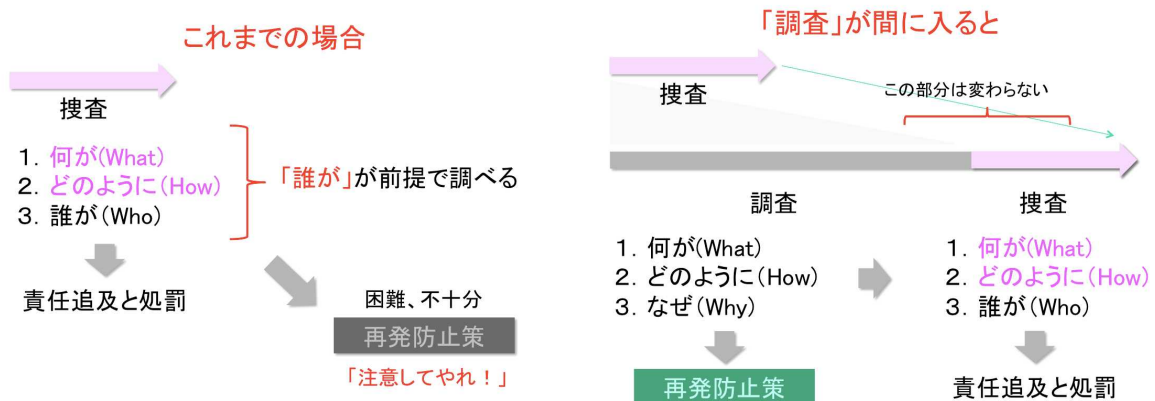 これまでの場合
捜査
1. 何が(What)
2. どのように(How)
3. 誰が(Who)
「誰が」が前提で調べる
責任追及と処罰
困難、不十分
再発防止策
「注意してやれ!」
「調査」が間に入ると
捜査
この部分は変わらない
調査
1. 何が(What)
2. どのように(How)
3. なぜ(Why)
再発防止策
捜査
1. 何が(What)
2. どのように(How)
3. 誰が(Who)
責任追及と処罰